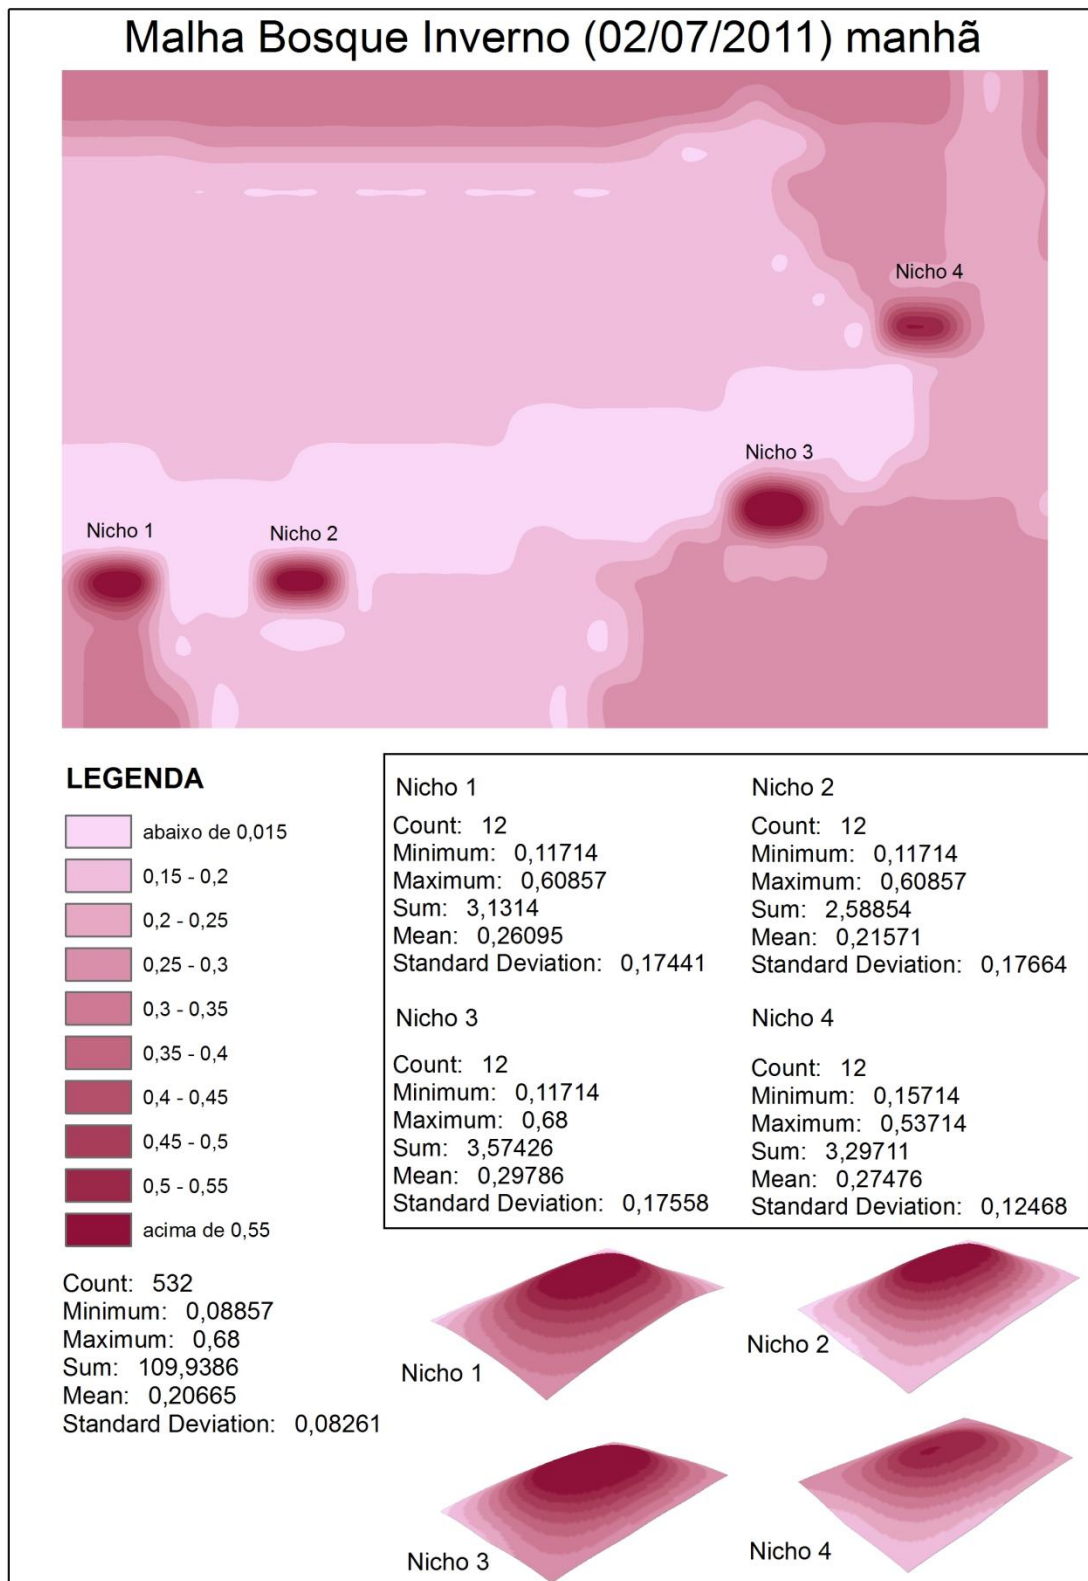 Malha Bosque Inverno (02/07/2011) manhã
Nicho 4
Nicho 3
Nicho 1
Nicho 2
LEGENDA
abaixo de 0,015
0,15 - 0,2
0,2 - 0,25
0,25 - 0,3
0,3 - 0,35
0,35 - 0,4
0,4 - 0,45
0,45 - 0,5
0,5 - 0,55
acima de 0,55
Count: 532
Minimum: 0,08857
Maximum: 0,68
Sum: 109,9386
Mean: 0,20665
Standard Deviation: 0,08261
Nicho 1
Count: 12
Minimum: 0,11714
Maximum: 0,60857
Sum: 3,1314
Mean: 0,26095
Standard Deviation: 0,17441
Nicho 2
Count: 12
Minimum: 0,11714
Maximum: 0,60857
Sum: 2,58854
Mean: 0,21571
Standard Deviation: 0,17664
Nicho 3
Count: 12
Minimum: 0,11714
Maximum: 0,68
Sum: 3,57426
Mean: 0,29786
Standard Deviation: 0,17558
Nicho 4
Count: 12
Minimum: 0,15714
Maximum: 0,53714
Sum: 3,29711
Mean: 0,27476
Standard Deviation: 0,12468
Nicho 1
Nicho 2
Nicho 3
Nicho 4